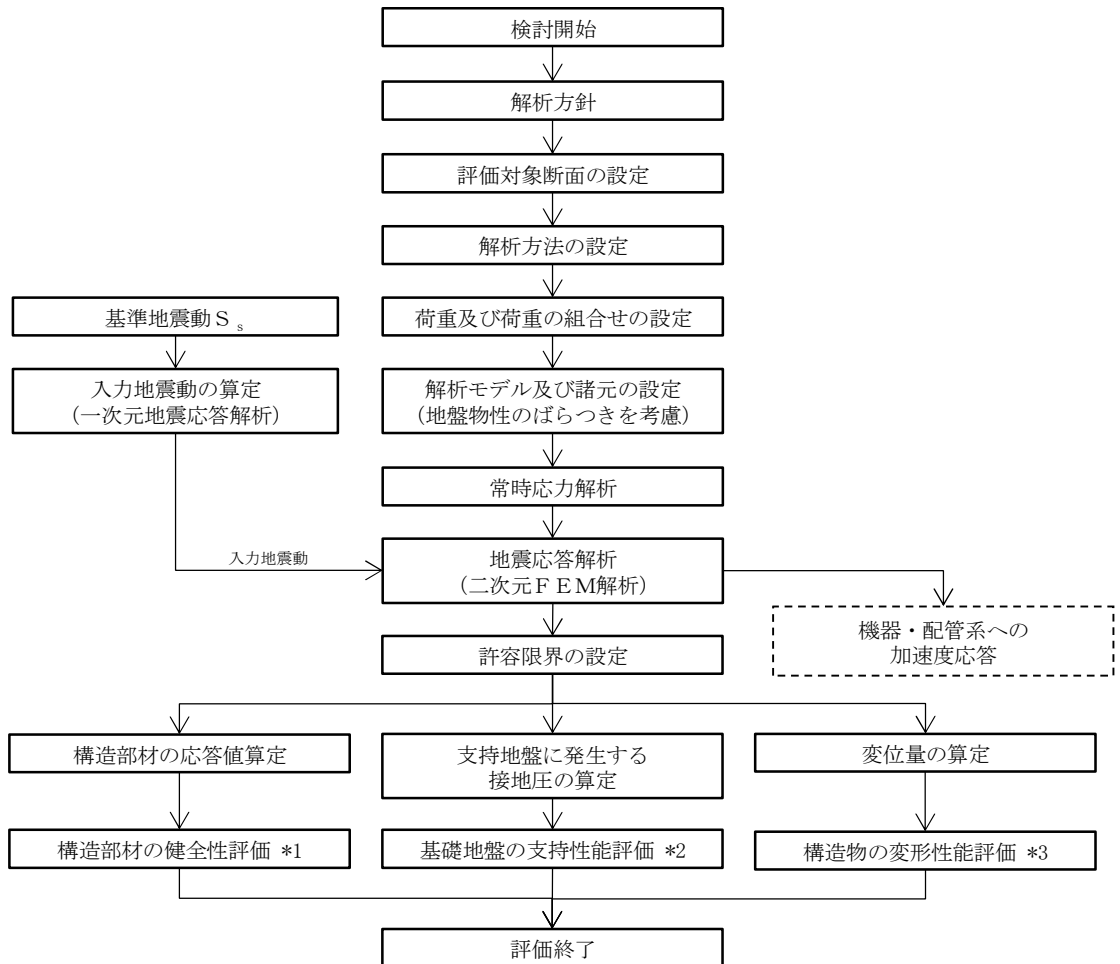 検討開始
解析方針
評価対象断面の設定
解析方法の設定
基準地震動Ｓs
荷重及び荷重の組合せの設定
入力地震動の算定
(一次元地震応答解析)
解析モデル及び諸元の設定
(地盤物性のばらつきを考慮)
常時応力解析
入力地震動
地震応答解析
(二次元ＦＥＭ解析)
機器・配管系への
加速度応答
許容限界の設定
構造部材の応答値算定
支持地盤に発生する
接地圧の算定
変位量の算定
構造部材の健全性評価 *1
基礎地盤の支持性能評価 *2
構造物の変形性能評価 *3
評価終了